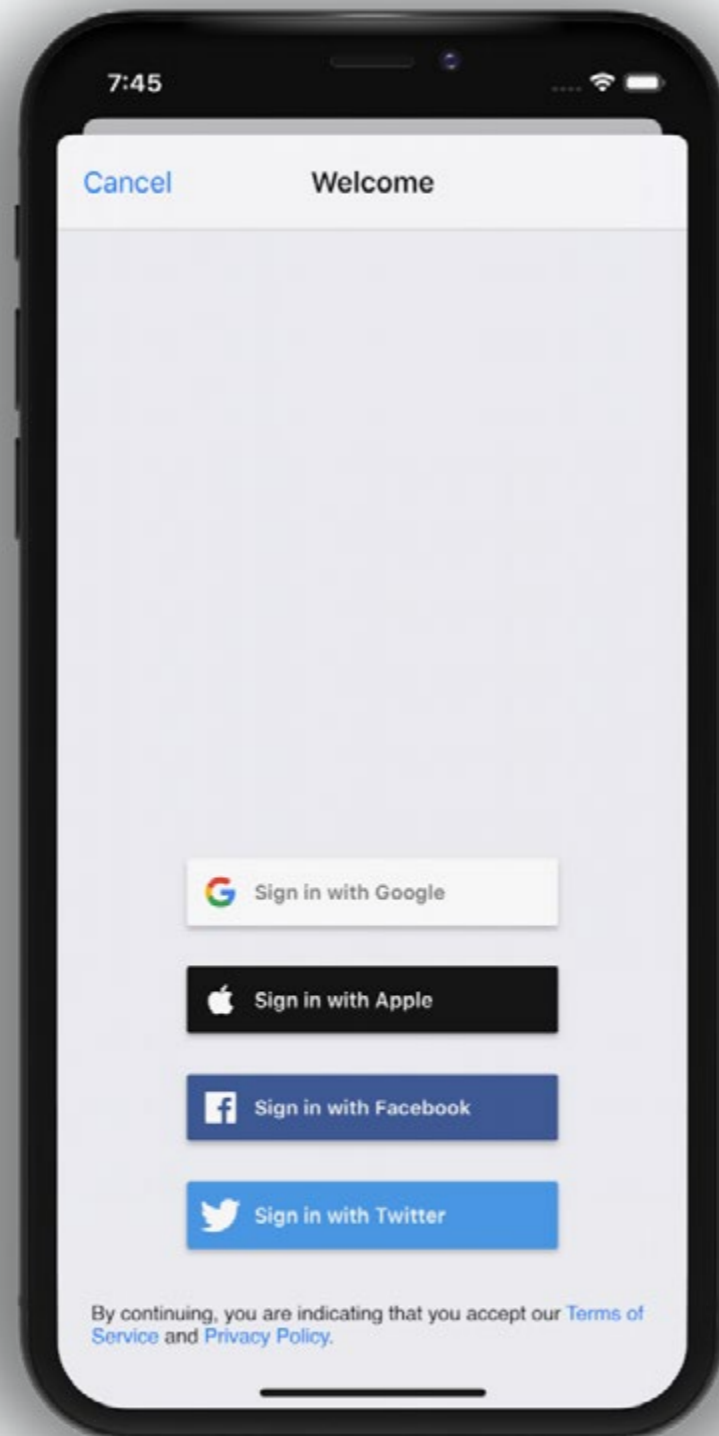 7:45
Cancel
Welcome
Sign in with Google
Sign in with Apple
Sign in with Facebook
Sign in with Twitter
By continuing, you are indicating that you accept our Terms of
Service and Privacy Policy.